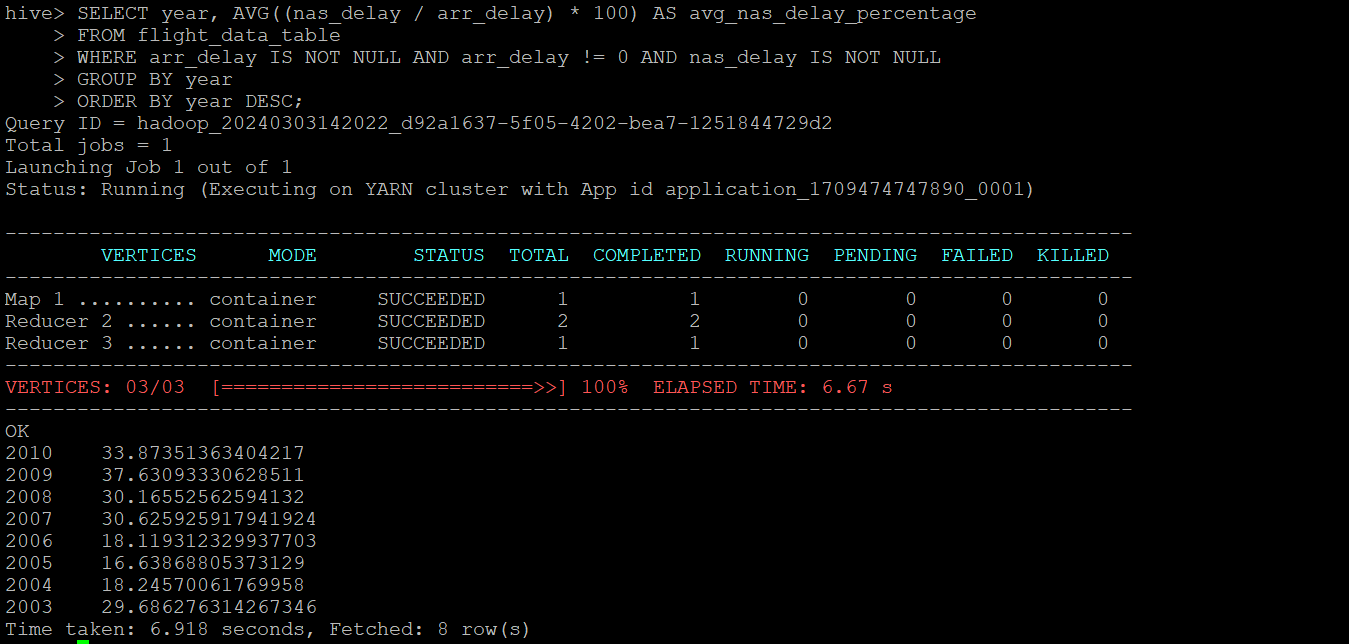 hive> SELECT year, AVG((nas_delay / arr_delay) * 100) AS avg_nas_delay_percentage
    > FROM flight_data_table
    > WHERE arr_delay IS NOT NULL AND arr_delay != 0 AND nas_delay IS NOT NULL
    > GROUP BY year
    > ORDER BY year DESC;
Query ID = hadoop_20240303142022_d92a1637-5f05-4202-bea7-1251844729d2
Total jobs = 1
Launching Job 1 out of 1
Status: Running (Executing on YARN cluster with App id application_1709474747890_0001)
----------------------------------------------------------------------------------------------
        VERTICES      MODE        STATUS  TOTAL  COMPLETED  RUNNING  PENDING  FAILED  KILLED
----------------------------------------------------------------------------------------------
Map 1 .......... container     SUCCEEDED      1          1        0        0       0       0
Reducer 2 ...... container     SUCCEEDED      2          2        0        0       0       0
Reducer 3 ...... container     SUCCEEDED      1          1        0        0       0       0
----------------------------------------------------------------------------------------------
VERTICES: 03/03  [==========================>>] 100%  ELAPSED TIME: 6.67 s
----------------------------------------------------------------------------------------------
OK
2010    33.87351363404217
2009    37.63093330628511
2008    30.16552562594132
2007    30.625925917941924
2006    18.119312329937703
2005    16.63868805373129
2004    18.24570061769958
2003    29.686276314267346
Time taken: 6.918 seconds, Fetched: 8 row(s)